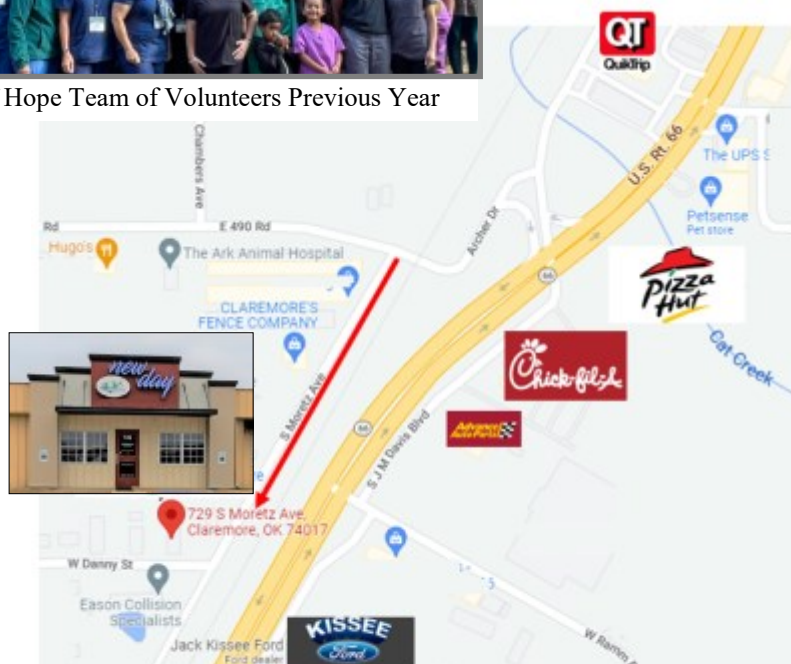 Hope Team of Volunteers Previous Year
QT
QuikTrip
Chambers Ave
U.S. Rt. 66
The UPS S
Petsense
Pet store
Rd
E 490 Rd
Archer Dr
Hugo's
The Ark Animal Hospital
66
Pizza
Hut
CLAREMORE'S
FENCE COMPANY
Cat Creek
new
day
Chick-fil-A
S Moretz Ave
66
Advance
Auto Parts
S J M Davis Blvd
729 S Moretz Ave,
Claremore, OK 74017
W Danny St
Eason Collision
Specialists
KISSEE
Ford
Jack Kissee Ford
Ford dealer
W Ramm